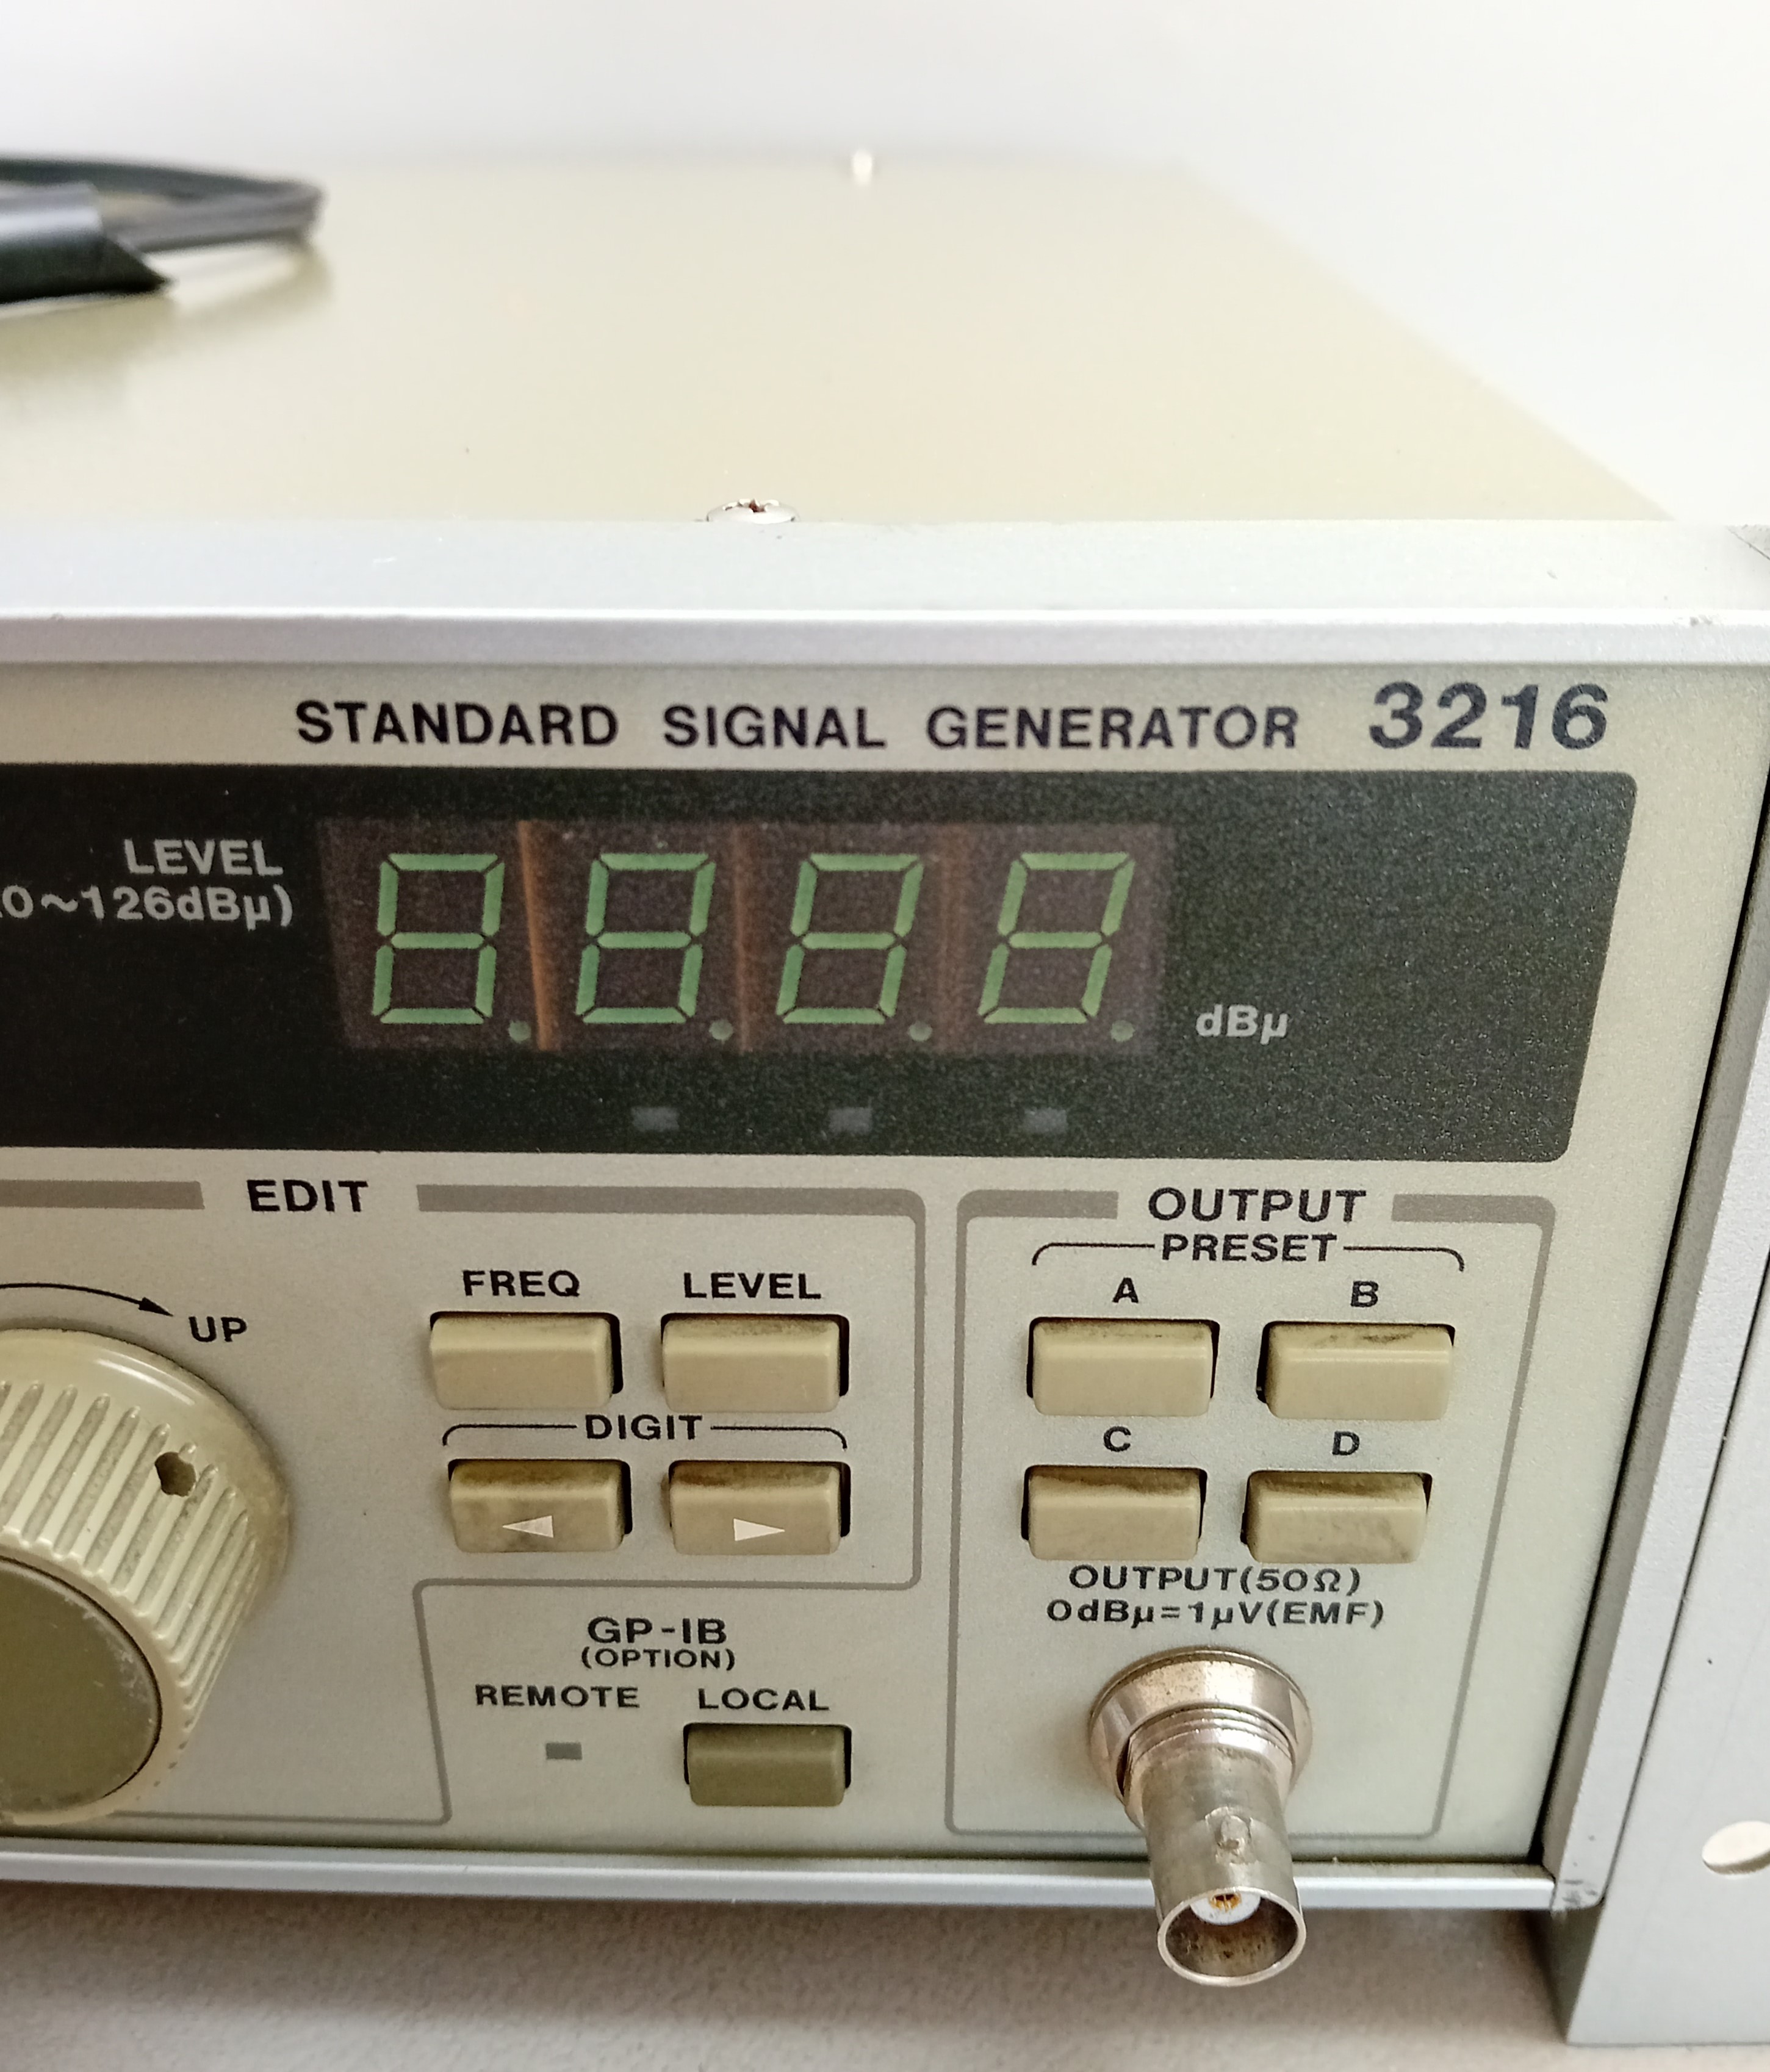 STANDARD SIGNAL GENERATOR 3216
LEVEL
0~126dBμ)
dBμ
EDIT
UP
FREQ LEVEL
DIGIT
GP-IB
(OPTION)
REMOTE LOCAL
OUTPUT
PRESET
A B
C D
OUTPUT(50Ω)
0dBμ=1μV(EMF)